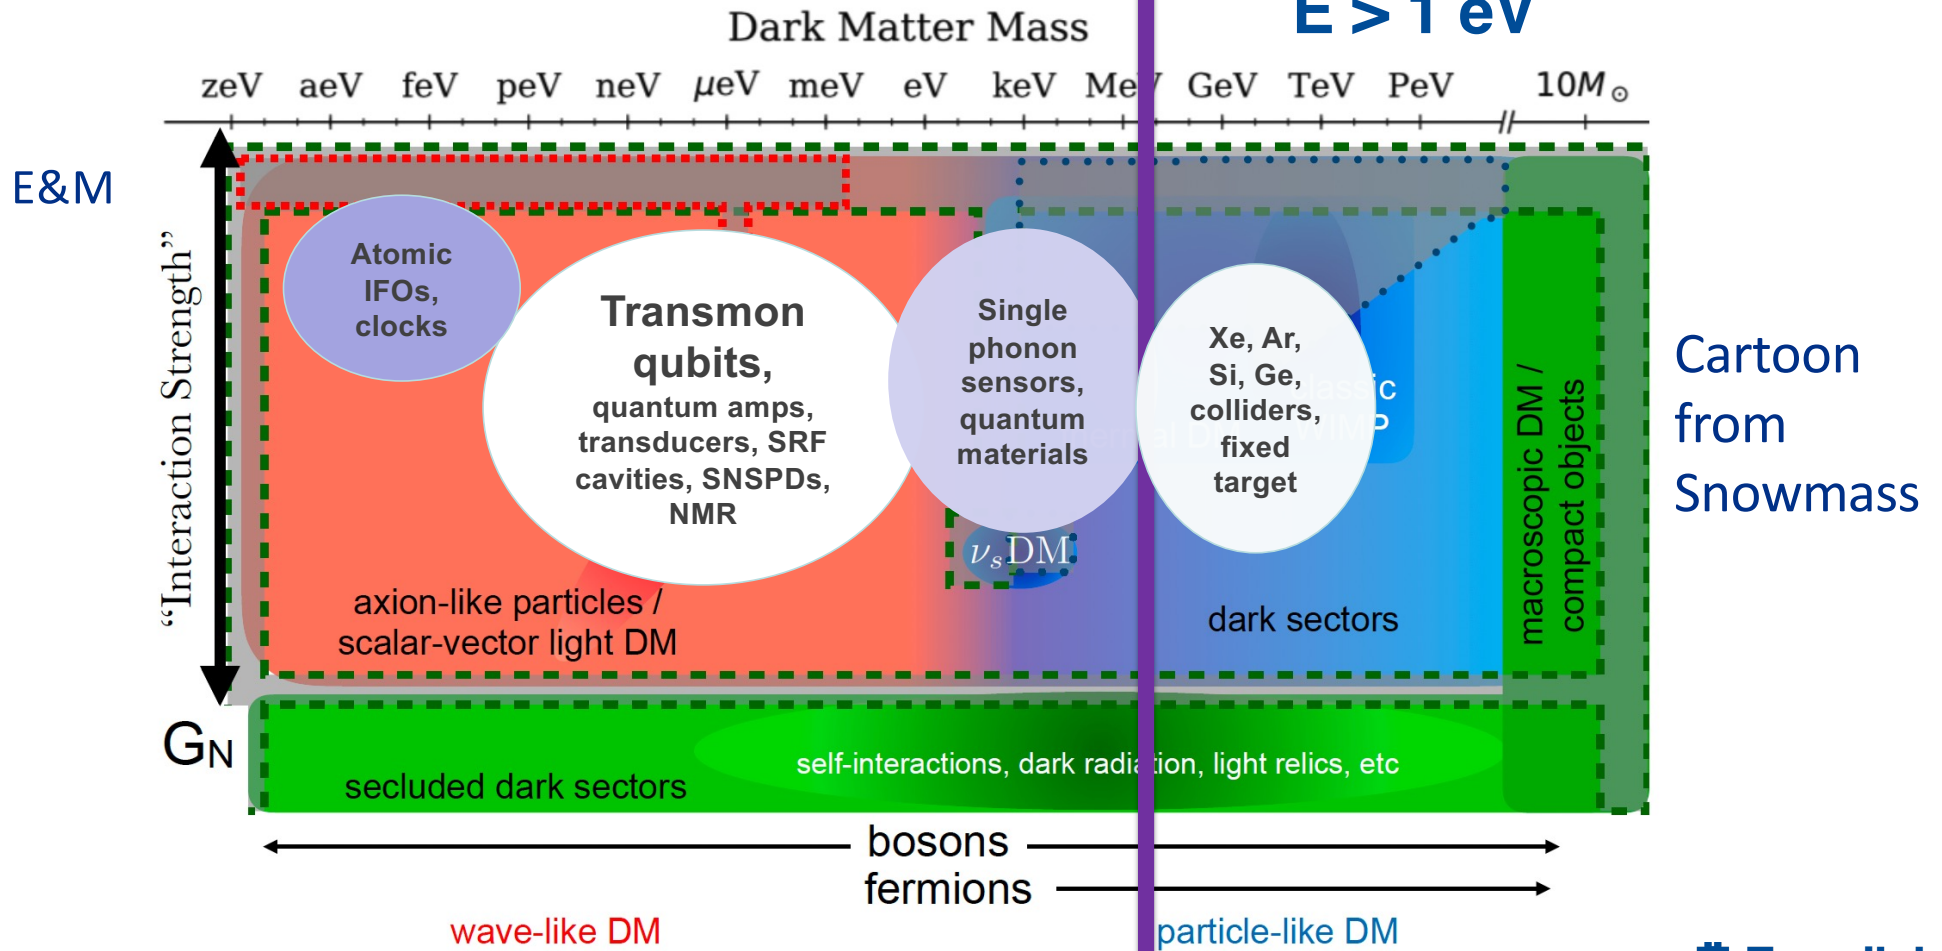 E > 1 eV
Dark Matter Mass
zeV aeV feV peV neV μeV meV eV keV MeV GeV TeV PeV 10M⊙
E&M
“Interaction Strength”
Atomic
IFOs,
clocks
Transmon
qubits,
quantum amps,
transducers, SRF
cavities, SNSPDs,
NMR
Single
phonon
sensors,
quantum
materials
Xe, Ar,
Si, Ge,
colliders,
fixed
target
νsDM
axion-like particles /
scalar-vector light DM
dark sectors
macroscopic DM /
compact objects
Cartoon
from
Snowmass
GN
secluded dark sectors
self-interactions, dark radiation, light relics, etc
bosons
fermions
wave-like DM
particle-like DM